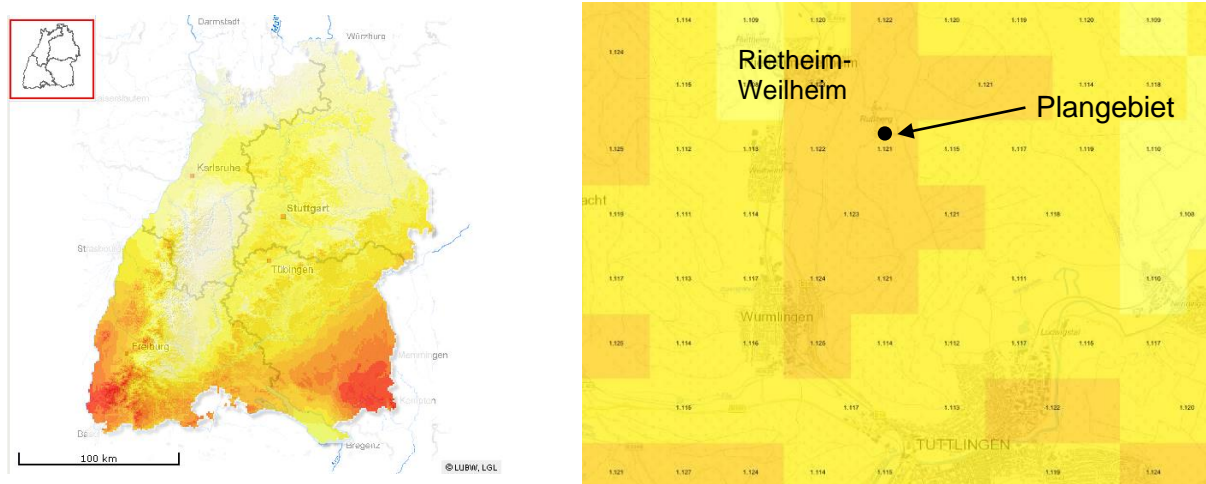 Darmstadt
Würzburg
Kaiserslautern
Karlsruhe
Stuttgart
Tübingen
Freiburg
Memmingen
Kempten
Bregenz
100 km
© LUBW, LGL
1.114 1.109 1.120 1.122 1.120 1.119 1.120 1.109
1.124
Rietheim-
Weilheim
1.115 1.121 1.114 1.118
Plangebiet
Rußberg
1.125 1.112 1.113 1.122 1.121 1.115 1.117 1.119 1.110
acht
1.115 1.111 1.114 1.123 1.121 1.118 1.108
1.117 1.113 1.117 1.124 1.121 1.111 1.110
Wurmlingen
Ludwigstal
1.120 1.114 1.116 1.125 1.114 1.112 1.117 1.116 1.117
1.115 1.117 1.113 1.122 1.120
TUTTLINGEN
1.121 1.127 1.124 1.114 1.115 1.119 1.124